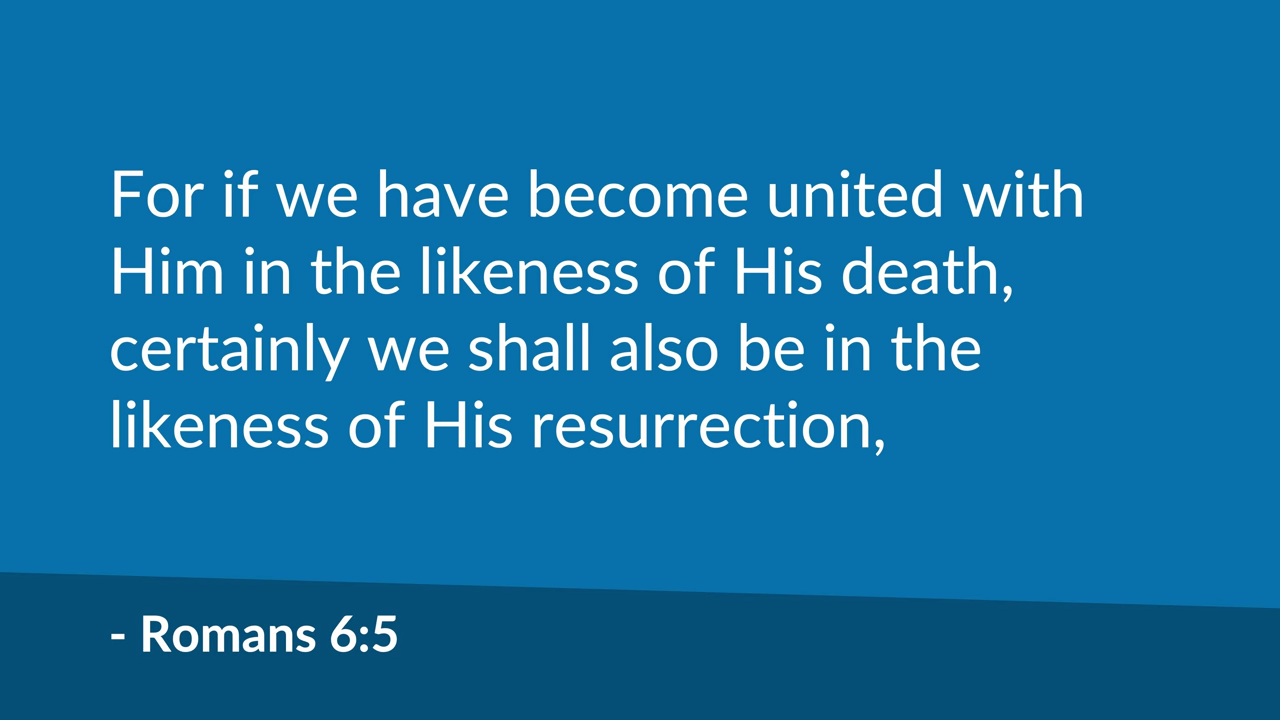 For if we have become united with
Him in the likeness of His death,
certainly we shall also be in the
likeness of His resurrection,
- Romans 6:5